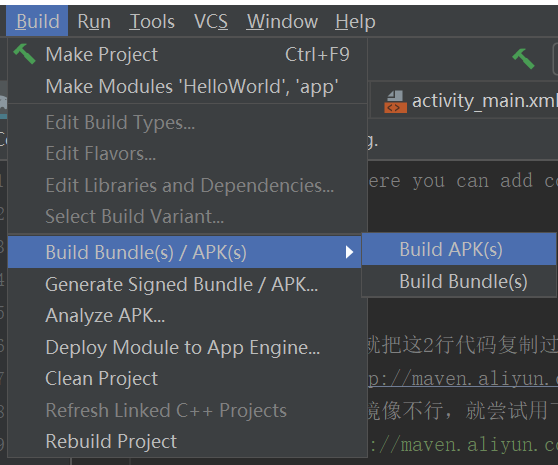 Build Run Tools VCS Window Help
Make Project Ctrl+F9
Make Modules 'HelloWorld', 'app'
activity_main.xml
Edit Build Types...
Edit Flavors...
g.
Edit Libraries and Dependencies...
ere you can add co
Select Build Variant...
Build Bundle(s) / APK(s)
Build APK(s)
Generate Signed Bundle / APK...
Build Bundle(s)
Analyze APK...
Deploy Module to App Engine...
就把这2行代码复制过
Clean Project
p://maven.aliyun.c
Refresh Linked C++ Projects
镜像不行，就尝试用下
Rebuild Project
://maven.aliyun.co